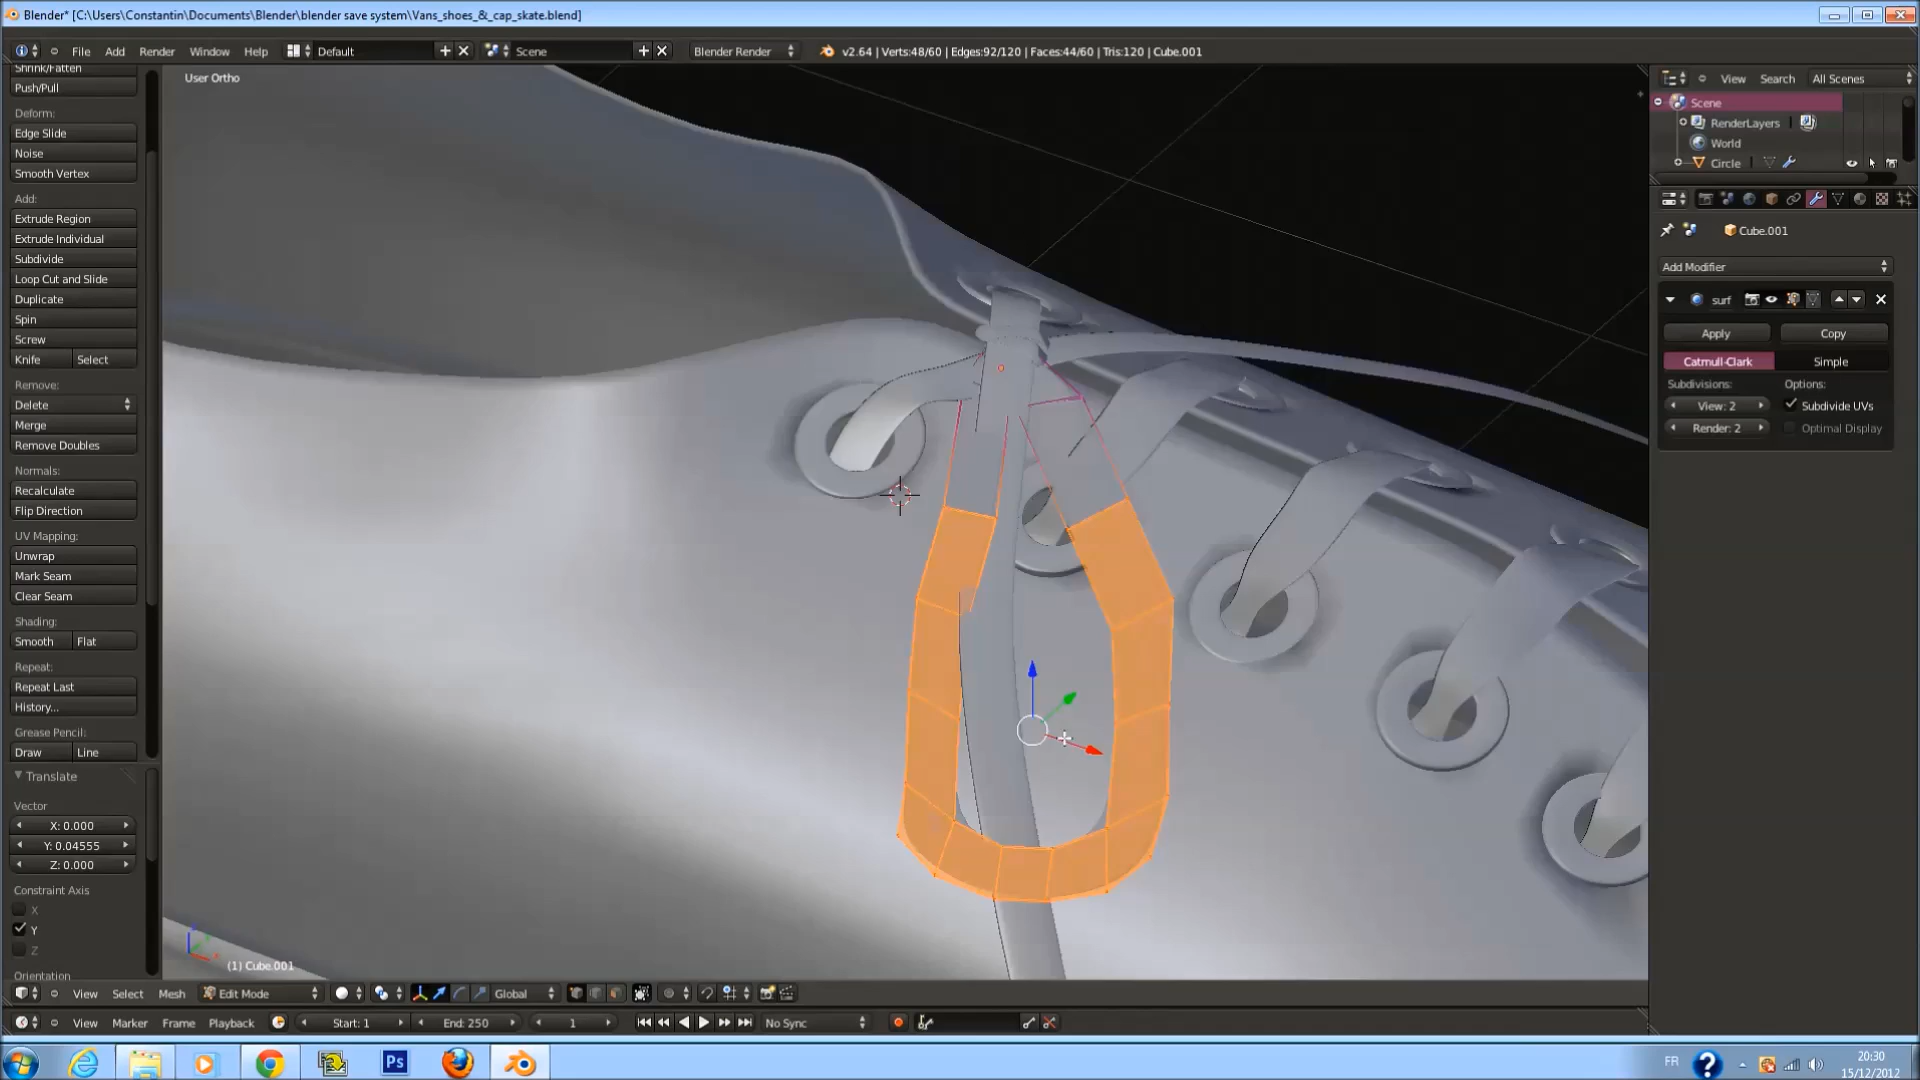 Blender* [C:\Users\Constantin\Documents\Blender\blender save system\Vans_shoes_&_cap_skate.blend]
File Add Render Window Help Default Scene Blender Render v2.64 | Verts:48/60 | Edges:92/120 | Faces:44/60 | Tris:120 | Cube.001
Shrink/Fatten
Push/Pull
Deform:
Edge Slide
Noise
Smooth Vertex
Add:
Extrude Region
Extrude Individual
Subdivide
Loop Cut and Slide
Duplicate
Spin
Screw
Knife Select
Remove:
Delete
Merge
Remove Doubles
Normals:
Recalculate
Flip Direction
UV Mapping:
Unwrap
Mark Seam
Clear Seam
Shading:
Smooth Flat
Repeat:
Repeat Last
History...
Grease Pencil:
Draw Line
Translate
Vector
X: 0.000
Y: 0.04555
Z: 0.000
Constraint Axis
X
Y
Z
Orientation
User Ortho
(1) Cube.001
View Search All Scenes
Scene
RenderLayers
World
Circle
Cube.001
Add Modifier
surf
Apply Copy
Catmull-Clark Simple
Subdivisions: Options:
View: 2 Subdivide UVs
Render: 2 Optimal Display
View Select Mesh Edit Mode Global
View Marker Frame Playback Start: 1 End: 250 1 No Sync
Ps
FR
?
20:30
15/12/2012